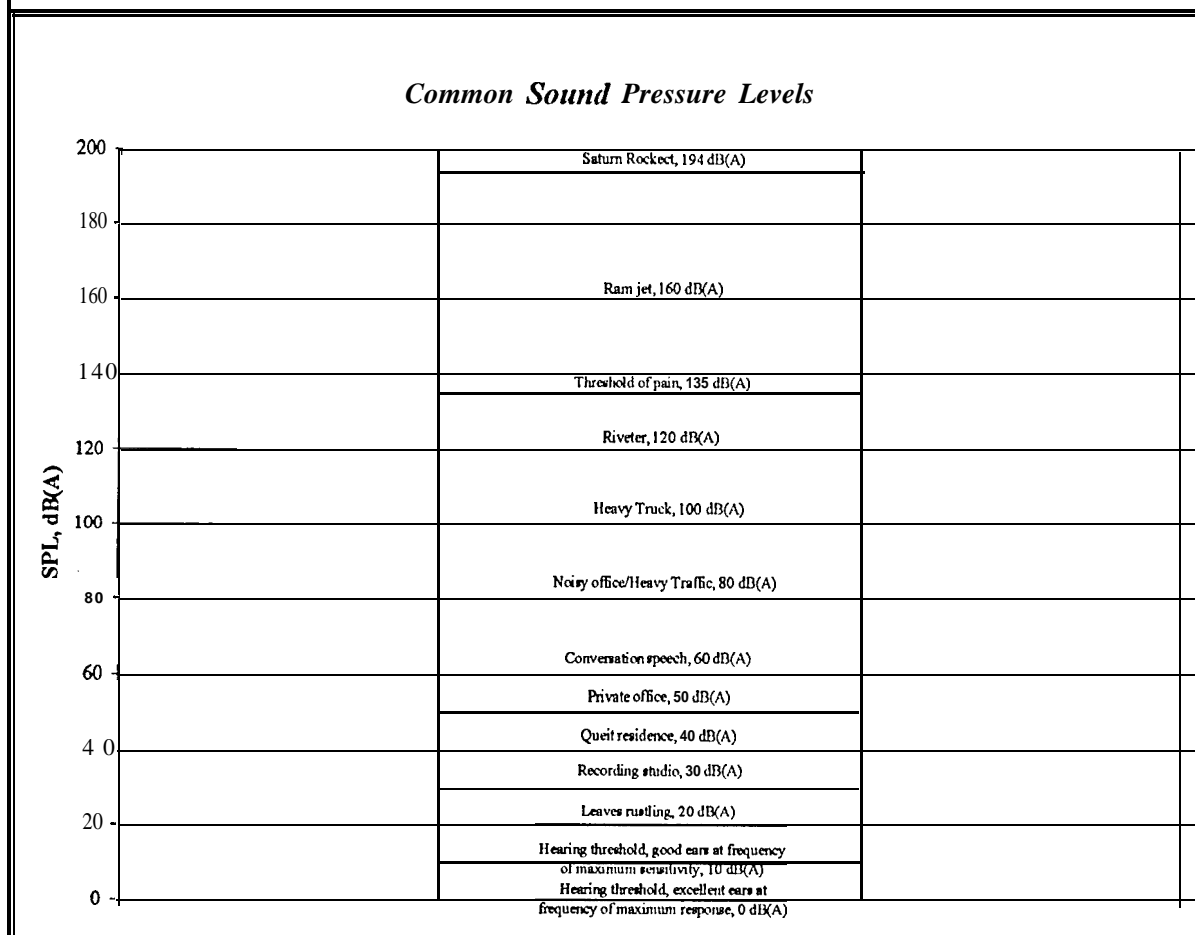 Common Sound Pressure Levels
200
Saturn Rockect, 194 dB(A)
180
160
Ram jet, 160 dB(A)
140
Threshold of pain, 135 dB(A)
120
Riveter, 120 dB(A)
SPL, dB(A)
100
Heavy Truck, 100 dB(A)
80
Noisy office/Heavy Traffic, 80 dB(A)
60
Conversation speech, 60 dB(A)
Private office, 50 dB(A)
4 0
Queit residence, 40 dB(A)
Recording studio, 30 dB(A)
20
Leaves rustling, 20 dB(A)
Hearing threshold, good ears at frequency
of maximum sensitivity, 10 dB(A)
0
Hearing threshold, excellent ears at
frequency of maximum response, 0 dB(A)